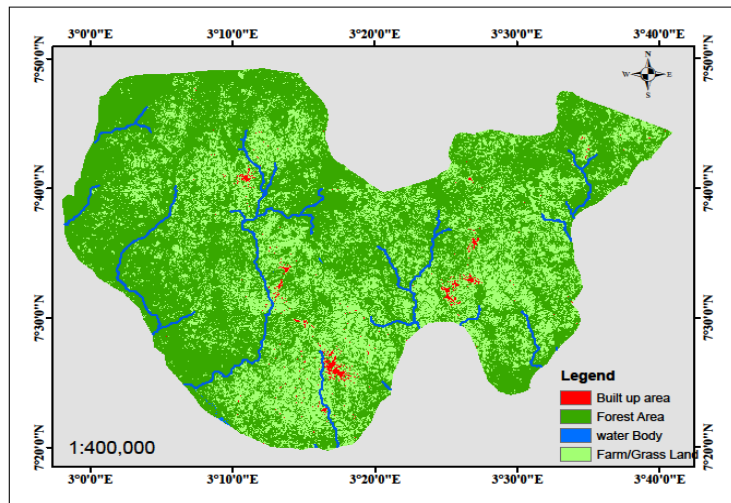 3°0'0"E 3°10'0"E 3°20'0"E 3°30'0"E 3°40'0"E
7°50'0"N 7°50'0"N
N
W E
S
7°40'0"N 7°40'0"N
7°30'0"N 7°30'0"N
Legend
Built up area
Forest Area
water Body
Farm/Grass Land
1:400,000
7°20'0"N 7°20'0"N
3°0'0"E 3°10'0"E 3°20'0"E 3°30'0"E 3°40'0"E